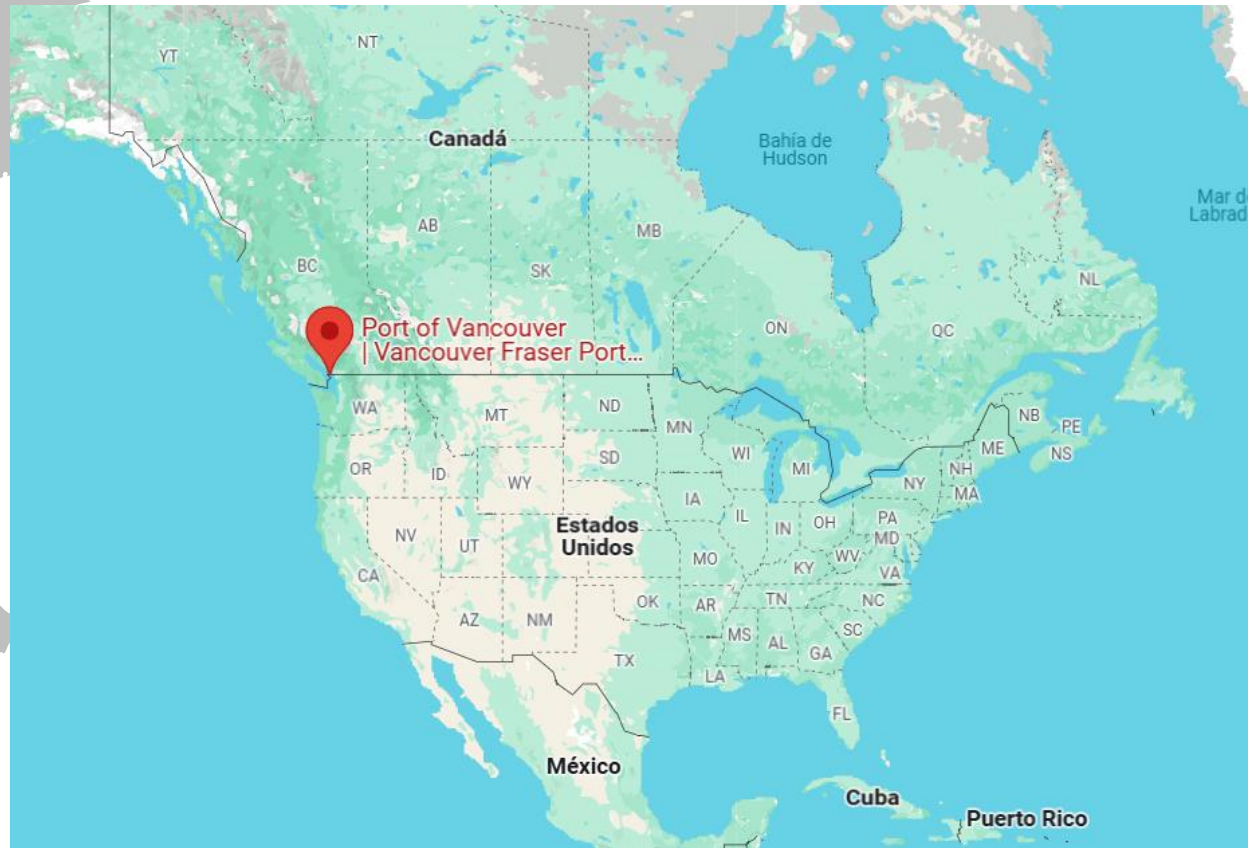 YT
NT
Canadá
Bahía de
Hudson
Mar d
Labrad
AB
MB
BC
SK
NL
ON
QC
Port of Vancouver
| Vancouver Fraser Port...
WA
MT
ND
MN
NB
PE
ME
NS
OR
ID
SD
WI
MI
NH
NY
MA
WY
IA
NV
UT
Estados
Unidos
IL
IN
OH
PA
MD
CA
MO
KY
WV
VA
AZ
NM
OK
AR
TN
NC
MS
AL
SC
GA
TX
LA
FL
México
Cuba
Puerto Rico